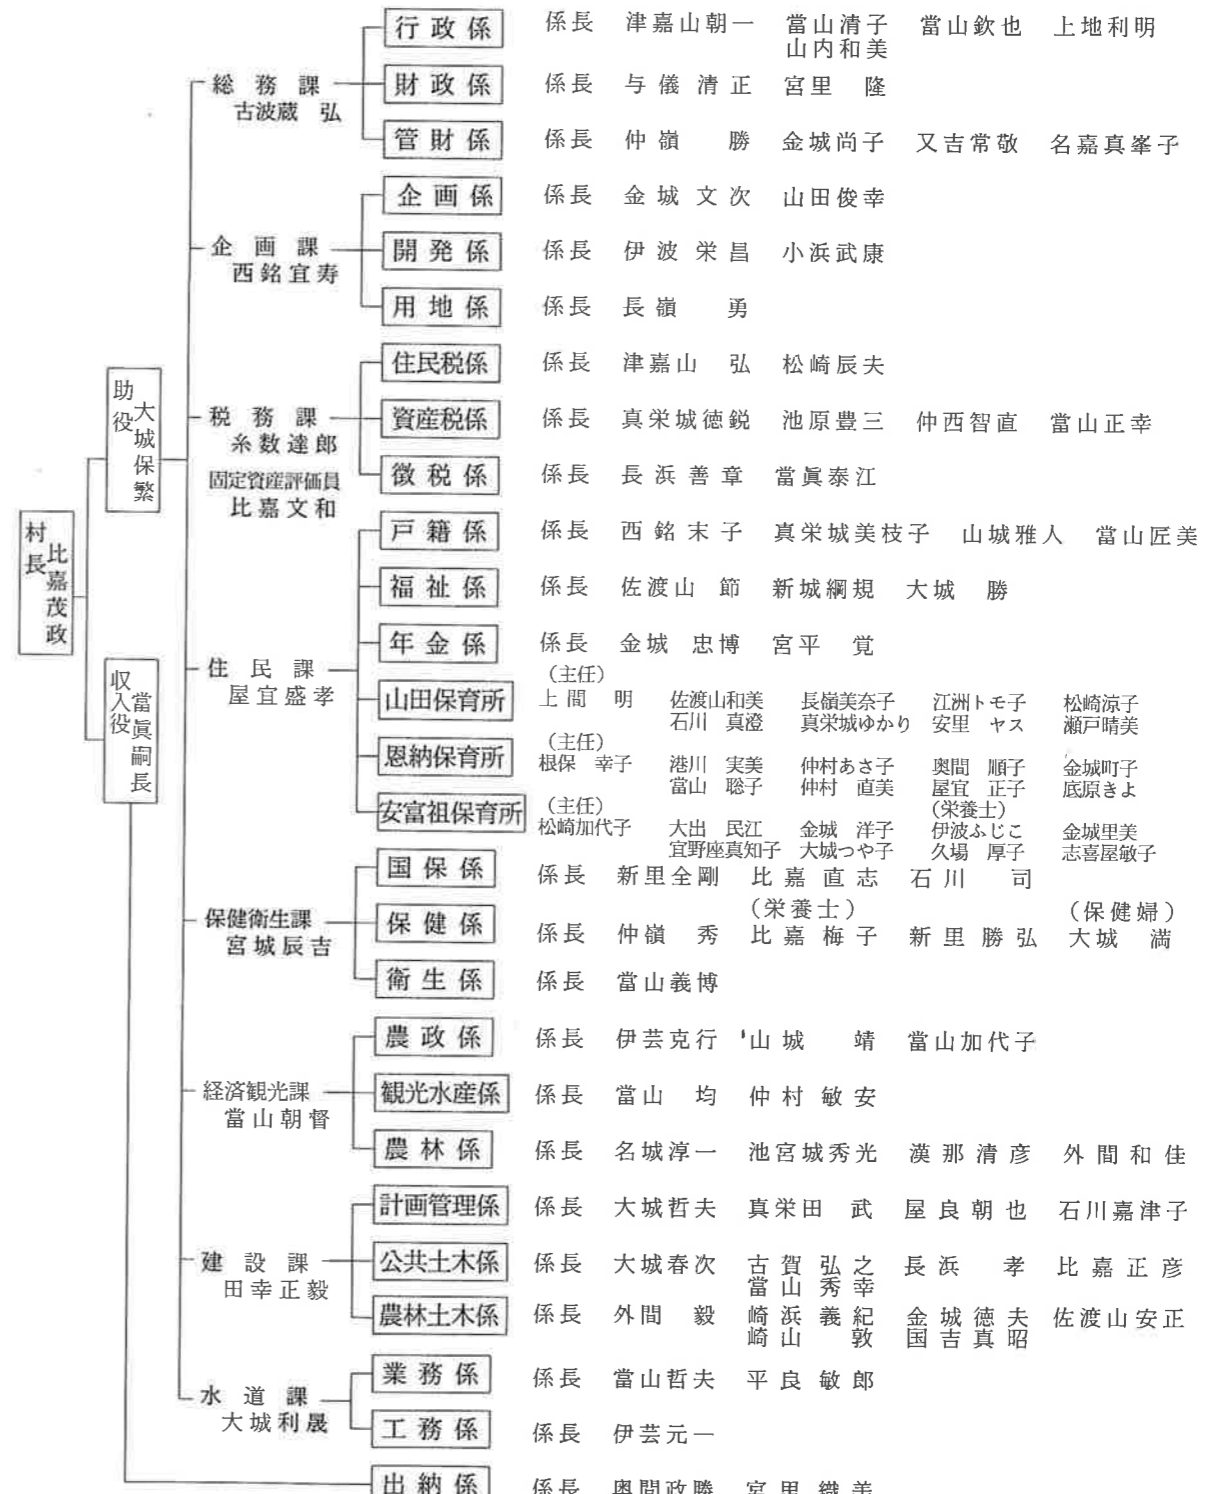 村長 比嘉茂政
助役 大城保繁
収入役 當眞嗣長
総務課
古波蔵 弘
行政係 係長 津嘉山朝一 當山清子 當山欽也 上地利明
山内和美
財政係 係長 与儀清正 宮里 隆
管財係 係長 仲嶺 勝 金城尚子 又吉常敬 名嘉真峯子
企画課
西銘宜寿
企画係 係長 金城文次 山田俊幸
開発係 係長 伊波栄昌 小浜武康
用地係 係長 長嶺 勇
税務課
糸数達郎
固定資産評価員
比嘉文和
住民税係 係長 津嘉山 弘 松崎辰夫
資産税係 係長 真栄城徳鋭 池原豊三 仲西智直 當山正幸
徴税係 係長 長浜善章 當眞泰江
住民課
屋宜盛孝
戸籍係 係長 西銘末子 真栄城美枝子 山城雅人 當山匠美
福祉係 係長 佐渡山 節 新城綱規 大城 勝
年金係 係長 金城 忠博 宮平 覚
山田保育所 (主任)
上間 明 佐渡山和美 長嶺美奈子 江洲トモ子 松崎涼子
石川 真澄 真栄城ゆかり 安里 ヤス 瀬戸晴美
恩納保育所 (主任)
根保 幸子 港川 実美 仲村あさ子 奥間 順子 金城町子
當山 聡子 仲村 直美 屋宜 正子 底原きよ
安富祖保育所 (主任) (栄養士)
松崎加代子 大出 民江 金城 洋子 伊波ふじこ 金城里美
宜野座真知子 大城つや子 久場 厚子 志喜屋敏子
保健衛生課
宮城辰吉
国保係 係長 新里全剛 比嘉直志 石川 司
(栄養士) (保健婦)
保健係 係長 仲嶺 秀 比嘉梅子 新里勝弘 大城 満
衛生係 係長 當山義博
経済観光課
當山朝督
農政係 係長 伊芸克行 山城 靖 當山加代子
観光水産係 係長 當山 均 仲村敏安
農林係 係長 名城淳一 池宮城秀光 漢那清彦 外間和佳
建設課
田幸正毅
計画管理係 係長 大城哲夫 真栄田 武 屋良朝也 石川嘉津子
公共土木係 係長 大城春次 古賀弘之 長浜 孝 比嘉正彦
當山秀幸
農林土木係 係長 外間 毅 崎浜義紀 金城徳夫 佐渡山安正
崎山 敦 国吉真昭
水道課
大城利晟
業務係 係長 當山哲夫 平良敏郎
工務係 係長 伊芸元一
出納係 係長 奥間政勝 宮里織美